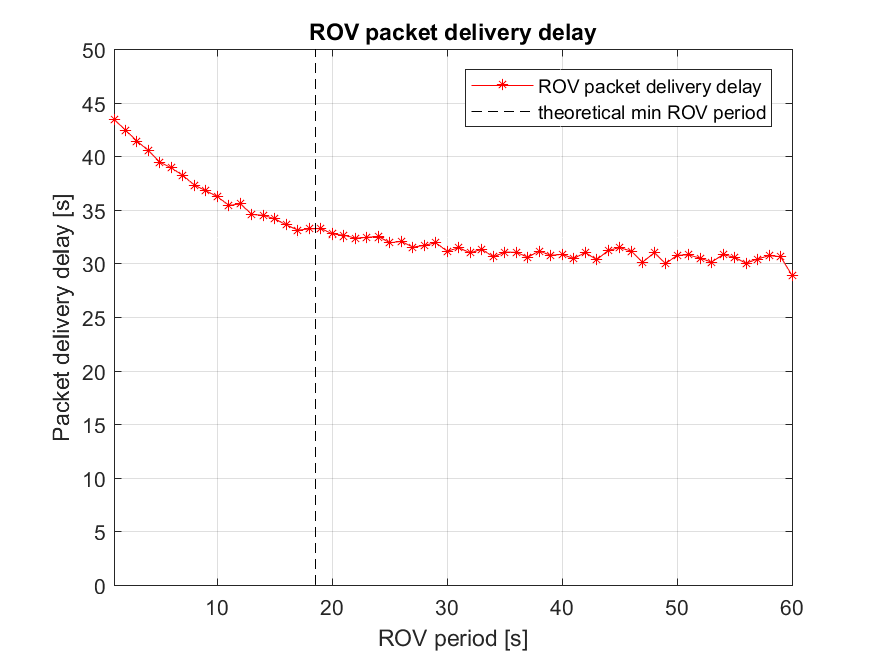 ROV packet delivery delay
50
45
40
35
30
25
20
15
10
5
0
Packet delivery delay [s]
ROV packet delivery delay
theoretical min ROV period
10 20 30 40 50 60
ROV period [s]